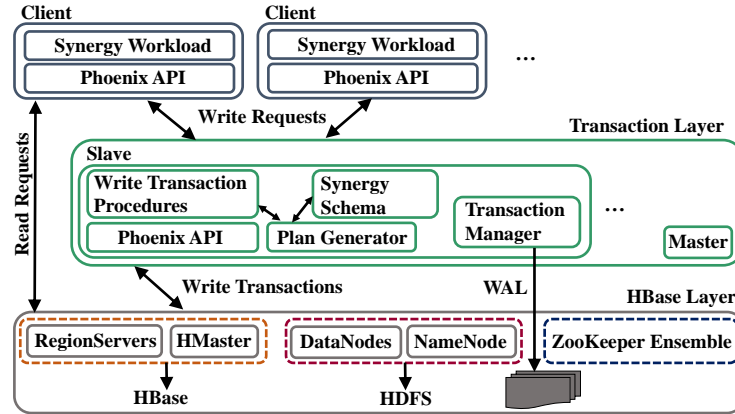 Client
Client
Synergy Workload
Phoenix API
Synergy Workload
Phoenix API
...
Write Requests
Read Requests
Transaction Layer
Slave
Write Transaction
Procedures
Synergy
Schema
Phoenix API
Plan Generator
Transaction
Manager
...
Master
Write Transactions
WAL
HBase Layer
RegionServers
HMaster
DataNodes
NameNode
ZooKeeper Ensemble
HBase
HDFS